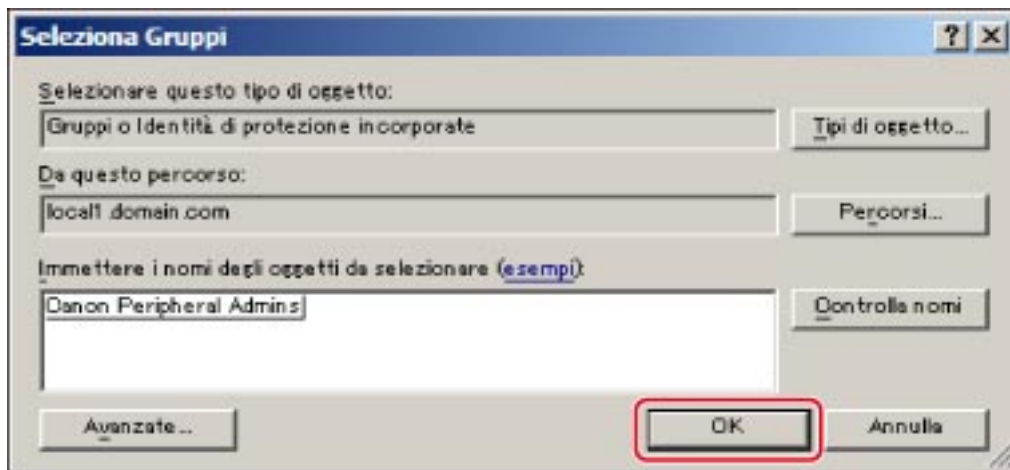 Seleziona Gruppi
Selezionare questo tipo di oggetto:
Gruppi o Identità di protezione incorporate
Tipi di oggetto...
Da questo percorso:
local1.domain.com
Percorsi...
Immettere i nomi degli oggetti da selezionare (esempi):
Canon Peripheral Admins
Controlla nomi
Avanzate...
OK
Annulla